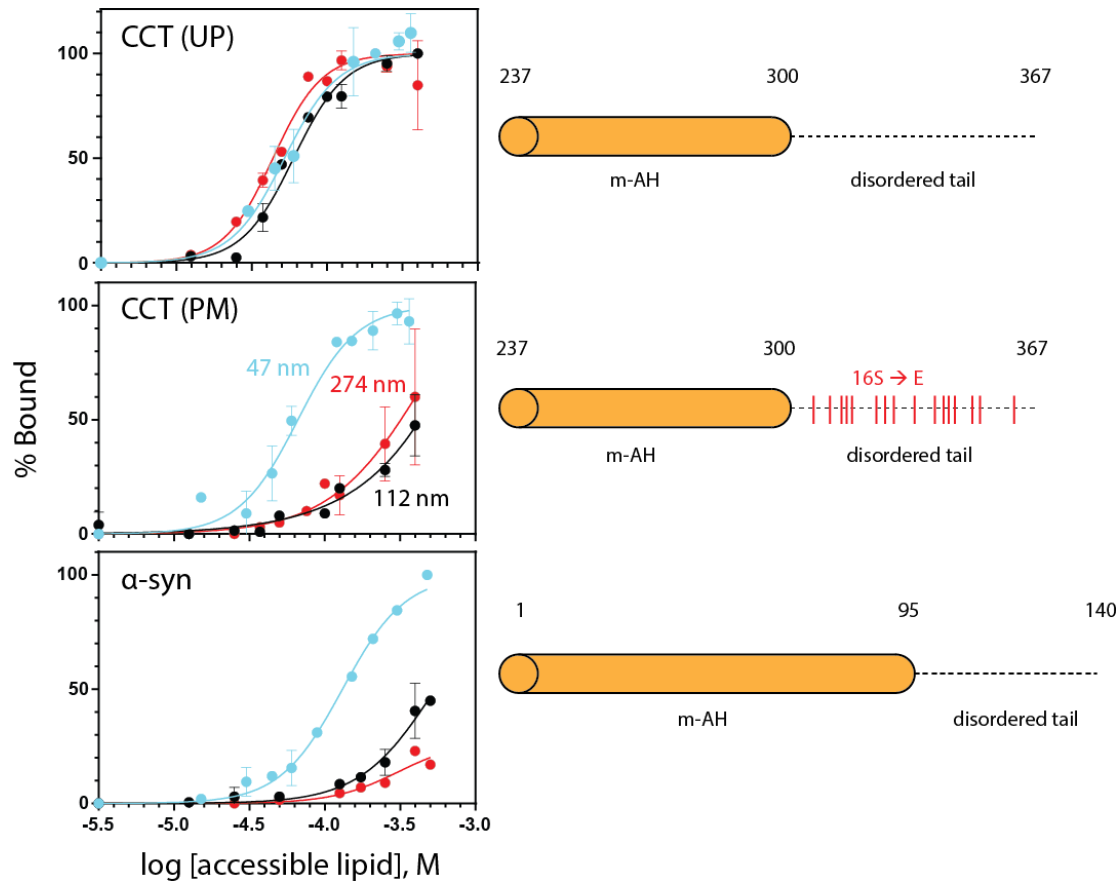 CCT (UP)
100
50
0
237
300
367
m-AH
disordered tail
CCT (PM)
100
50
0
47 nm
274 nm
112 nm
237
300
367
16S → E
m-AH
disordered tail
% Bound
α-syn
100
50
0
1
95
140
m-AH
disordered tail
-5.5 -5.0 -4.5 -4.0 -3.5 -3.0
log [accessible lipid], M